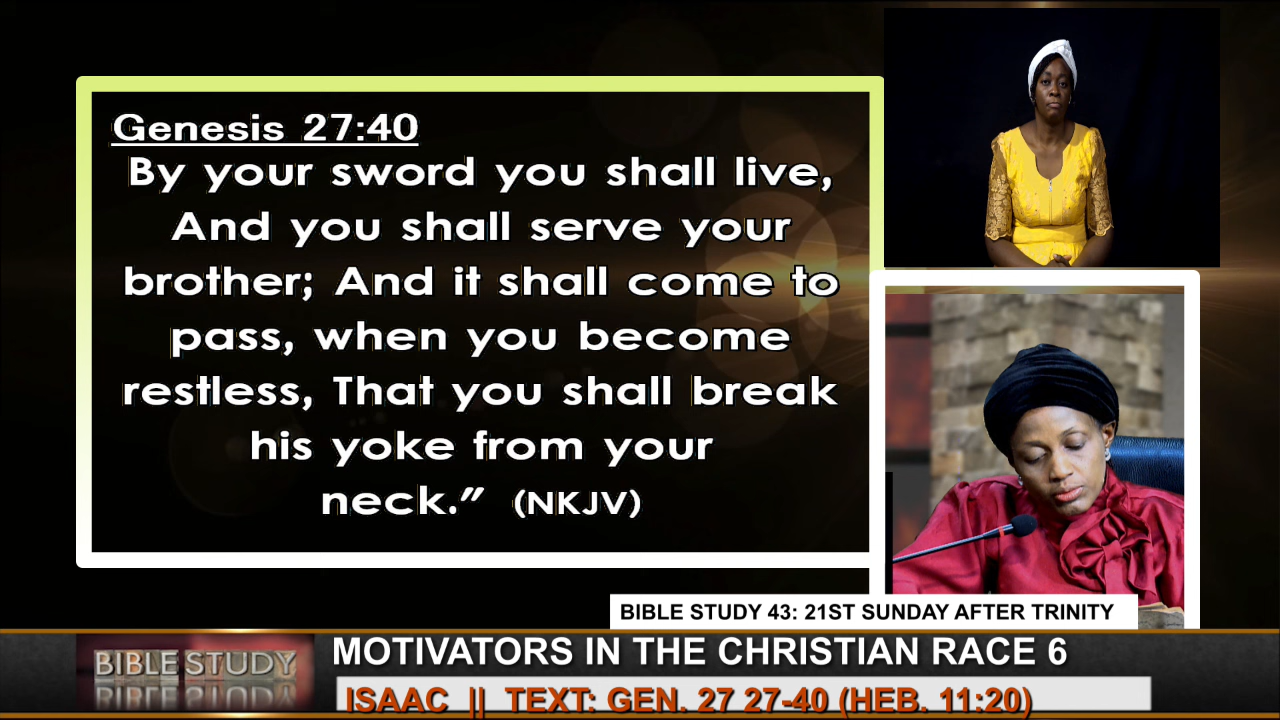 Genesis 27:40
By your sword you shall live,
And you shall serve your
brother; And it shall come to
pass, when you become
restless, That you shall break
his yoke from your
neck.” (NKJV)
BIBLE STUDY 43: 21ST SUNDAY AFTER TRINITY
BIBLE STUDY
MOTIVATORS IN THE CHRISTIAN RACE 6
ISAAC || TEXT: GEN. 27 27-40 (HEB. 11:20)